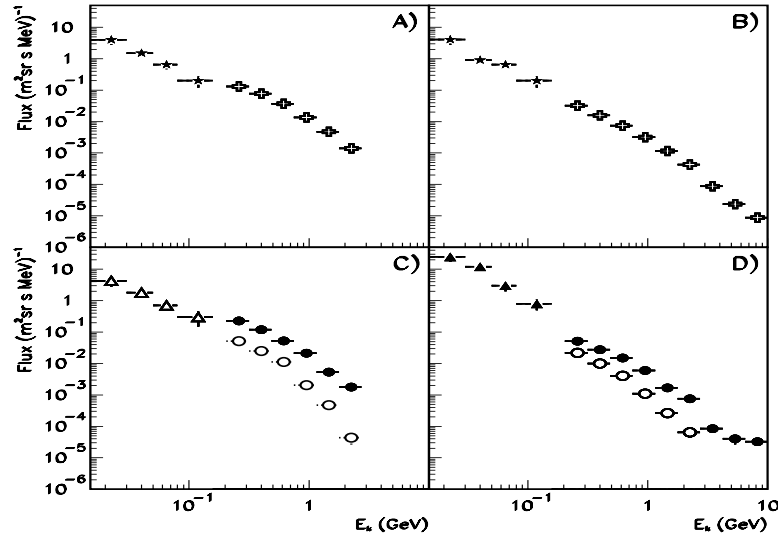 A)
B)
Flux (m²sr s MeV)⁻¹
10
1
10⁻¹
10⁻²
10⁻³
10⁻⁴
10⁻⁵
10⁻⁶
C)
D)
Flux (m²sr s MeV)⁻¹
10
1
10⁻¹
10⁻²
10⁻³
10⁻⁴
10⁻⁵
10⁻⁶
10⁻¹
1
10⁻¹
1
10
Eₖ (GeV)
Eₖ (GeV)